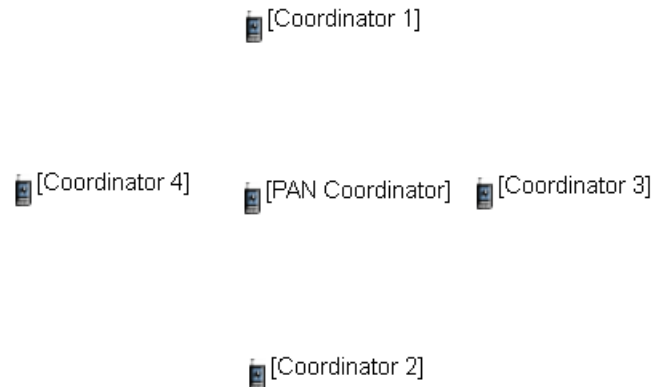 [Coordinator 1]
[Coordinator 4]
[PAN Coordinator]
[Coordinator 3]
[Coordinator 2]